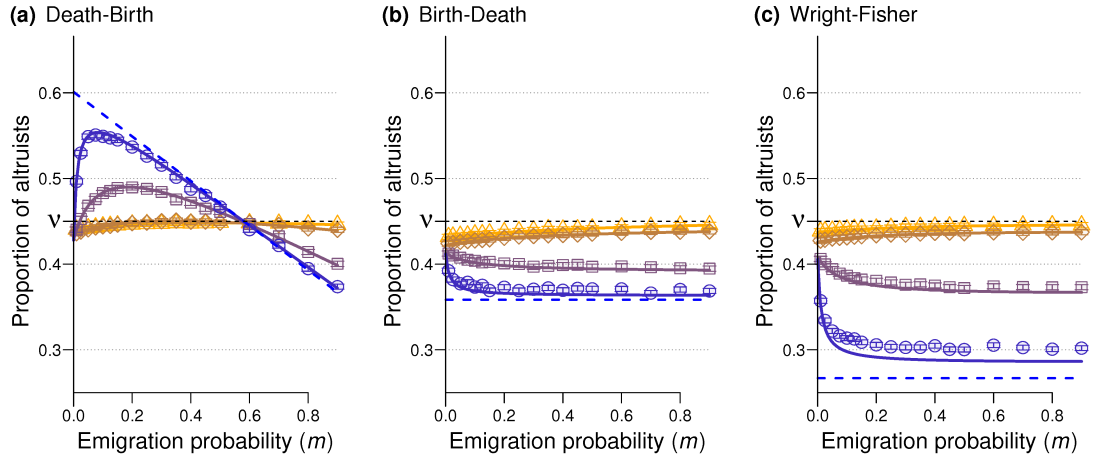 (a) Death-Birth
Proportion of altruists
0.6
0.5
ν
0.4
0.3
0.0 0.2 0.4 0.6 0.8
Emigration probability (m)
(b) Birth-Death
Proportion of altruists
0.6
0.5
ν
0.4
0.3
0.0 0.2 0.4 0.6 0.8
Emigration probability (m)
(c) Wright-Fisher
Proportion of altruists
0.6
0.5
ν
0.4
0.3
0.0 0.2 0.4 0.6 0.8
Emigration probability (m)